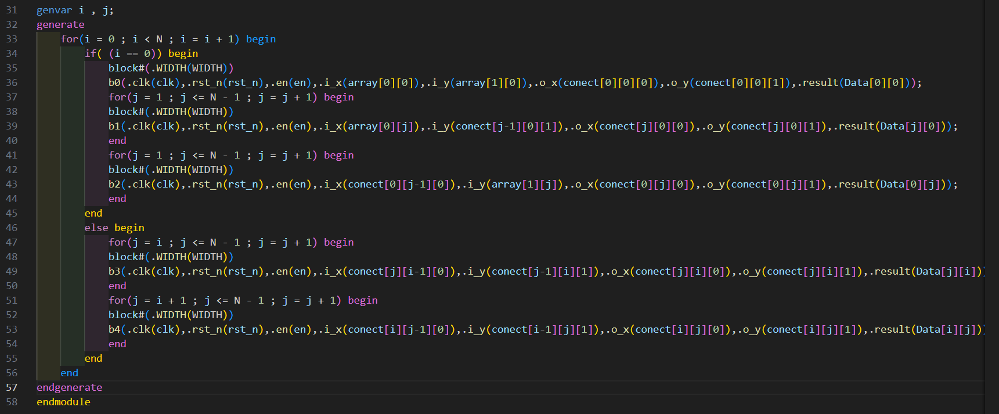 31 genvar i , j;
32 generate
33 for(i = 0 ; i < N ; i = i + 1) begin
34 if( (i == 0)) begin
35 block#(.WIDTH(WIDTH))
36 b0(.clk(clk),.rst_n(rst_n),.en(en),.i_x(array[0][0]),.i_y(array[1][0]),.o_x(conect[0][0][0]),.o_y(conect[0][0][1]),.result(Data[0][0]));
37 for(j = 1 ; j <= N - 1 ; j = j + 1) begin
38 block#(.WIDTH(WIDTH))
39 b1(.clk(clk),.rst_n(rst_n),.en(en),.i_x(array[0][j]),.i_y(conect[j-1][0][1]),.o_x(conect[j][0][0]),.o_y(conect[j][0][1]),.result(Data[j][0]));
40 end
41 for(j = 1 ; j <= N - 1 ; j = j + 1) begin
42 block#(.WIDTH(WIDTH))
43 b2(.clk(clk),.rst_n(rst_n),.en(en),.i_x(conect[0][j-1][0]),.i_y(array[1][j]),.o_x(conect[0][j][0]),.o_y(conect[0][j][1]),.result(Data[0][j]));
44 end
45 end
46 else begin
47 for(j = i ; j <= N - 1 ; j = j + 1) begin
48 block#(.WIDTH(WIDTH))
49 b3(.clk(clk),.rst_n(rst_n),.en(en),.i_x(conect[j][i-1][0]),.i_y(conect[j-1][i][1]),.o_x(conect[j][i][0]),.o_y(conect[j][i][1]),.result(Data[j][i]))
50 end
51 for(j = i + 1 ; j <= N - 1 ; j = j + 1) begin
52 block#(.WIDTH(WIDTH))
53 b4(.clk(clk),.rst_n(rst_n),.en(en),.i_x(conect[i][j-1][0]),.i_y(conect[i-1][j][1]),.o_x(conect[i][j][0]),.o_y(conect[i][j][1]),.result(Data[i][j]))
54 end
55 end
56 end
57 endgenerate
58 endmodule